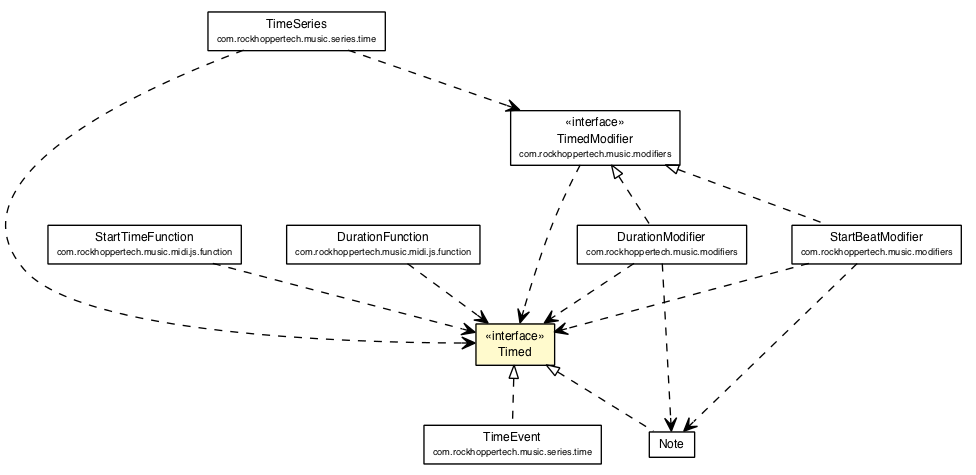 TimeSeries
com.rockhoppertech.music.series.time
«interface»
TimedModifier
com.rockhoppertech.music.modifiers
StartTimeFunction
com.rockhoppertech.music.midi.js.function
DurationFunction
com.rockhoppertech.music.midi.js.function
DurationModifier
com.rockhoppertech.music.modifiers
StartBeatModifier
com.rockhoppertech.music.modifiers
«interface»
Timed
TimeEvent
com.rockhoppertech.music.series.time
Note